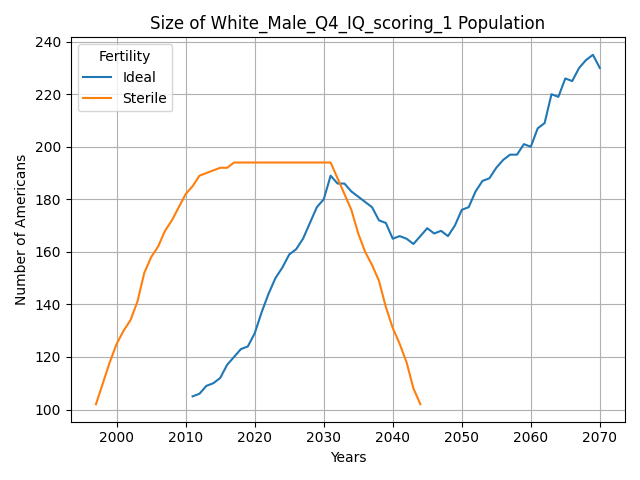 Size of White_Male_Q4_IQ_scoring_1 Population
Fertility
Ideal
Sterile
Number of Americans
240
220
200
180
160
140
120
100
2000 2010 2020 2030 2040 2050 2060 2070
Years